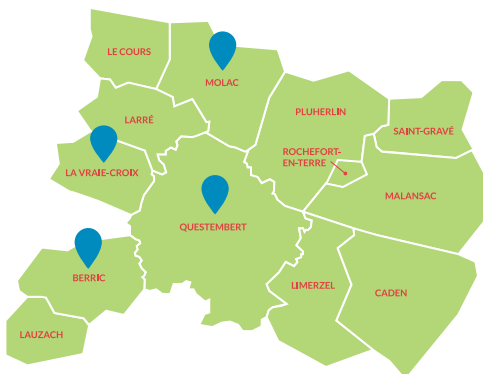 LE COURS
MOLAC
LARRÉ
PLUHERLIN
SAINT-GRAVÉ
ROCHEFORT-
EN-TERRE
LA VRAIE-CROIX
MALANSAC
QUESTEMBERT
BERRIC
LIMERZEL
CADEN
LAUZACH